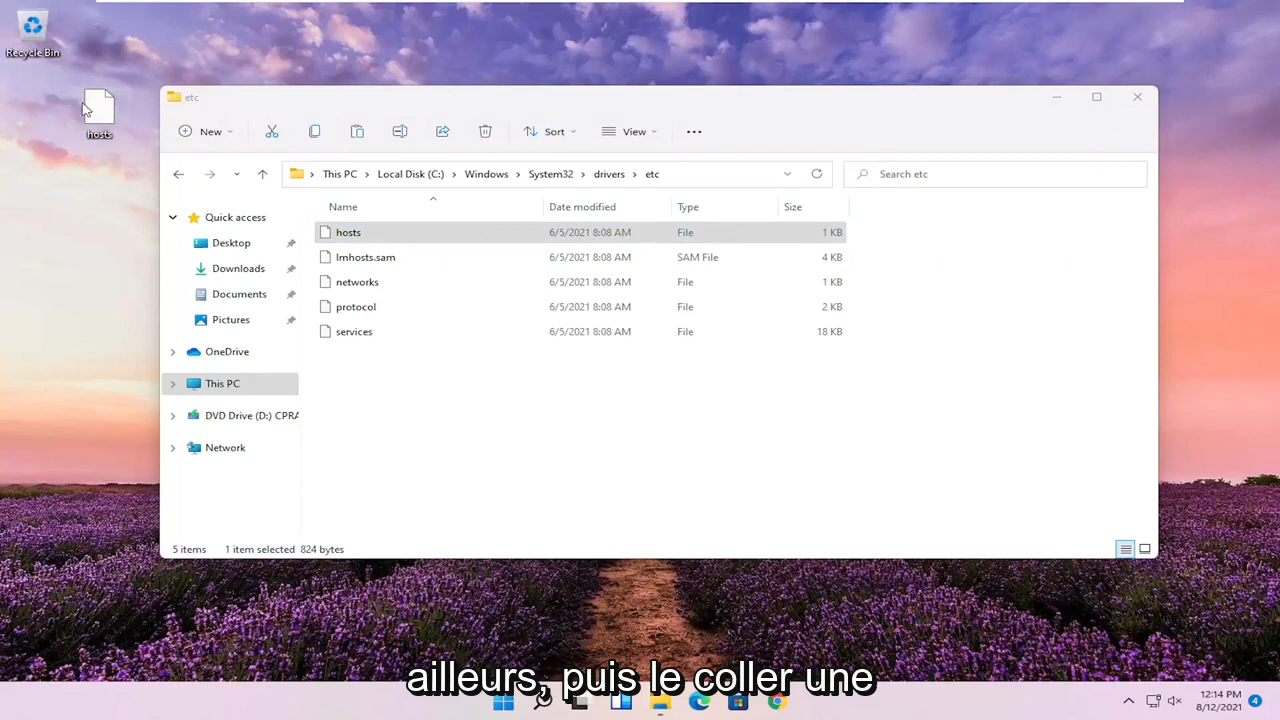 Recycle Bin
hosts
etc
New
Sort
View
This PC
Local Disk (C:)
Windows
System32
drivers
etc
Search etc
Name
Date modified
Type
Size
Quick access
Desktop
Downloads
Documents
Pictures
OneDrive
This PC
DVD Drive (D:) CPRA
Network
hosts 6/5/2021 8:08 AM File 1 KB
lmhosts.sam 6/5/2021 8:08 AM SAM File 4 KB
networks 6/5/2021 8:08 AM File 1 KB
protocol 6/5/2021 8:08 AM File 2 KB
services 6/5/2021 8:08 AM File 18 KB
5 items 1 item selected 824 bytes
ailleurs, puis le coller une
12:14 PM
8/12/2021
4